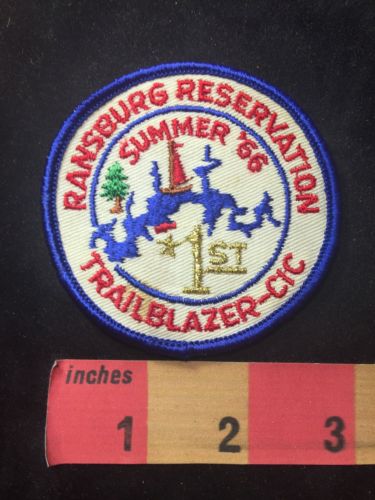 RANSBURG RESERVATION
SUMMER '66
1ST
TRAILBLAZER-CIC
inches
1 2 3